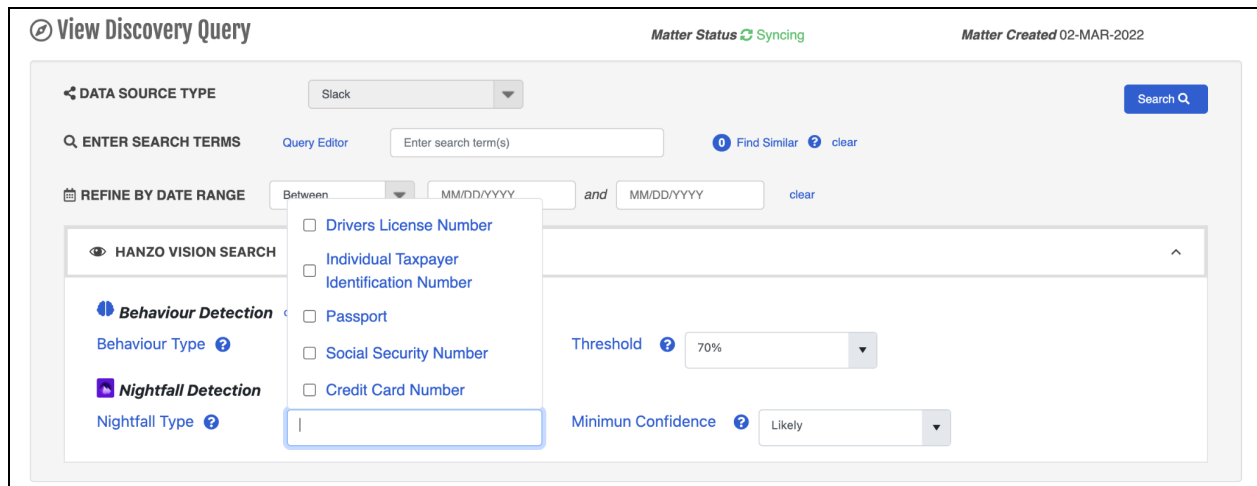 View Discovery Query
Matter Status Syncing
Matter Created 02-MAR-2022
DATA SOURCE TYPE
Slack
Search
ENTER SEARCH TERMS
Query Editor
Enter search term(s)
0 Find Similar ? clear
REFINE BY DATE RANGE
Between
MM/DD/YYYY
and
MM/DD/YYYY
clear
HANZO VISION SEARCH
Drivers License Number
Individual Taxpayer
Identification Number
Passport
Social Security Number
Credit Card Number
Behaviour Detection
Behaviour Type ?
Threshold ?
70%
Nightfall Detection
Nightfall Type ?
Minimun Confidence ?
Likely